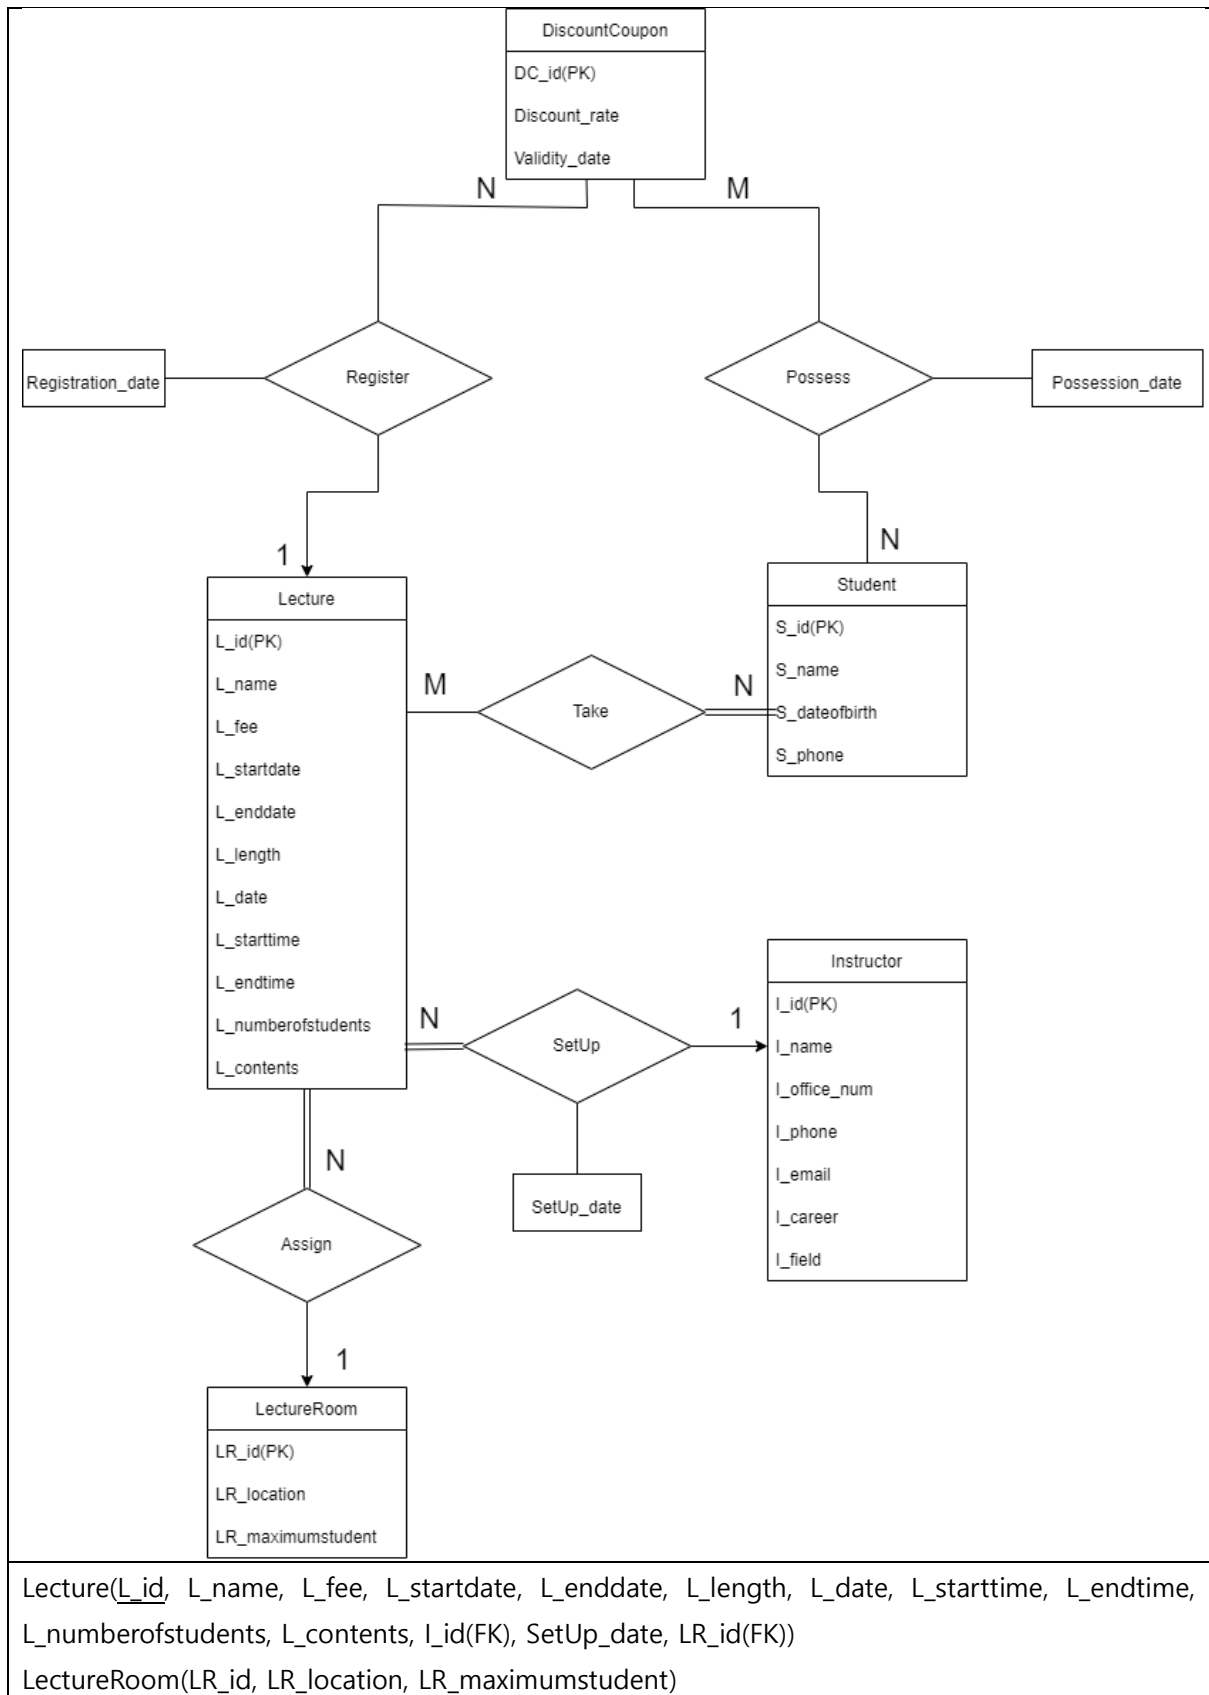 DiscountCoupon
DC_id(PK)
Discount_rate
Validity_date
N
M
Registration_date
Register
Possess
Possession_date
1
N
Lecture
L_id(PK)
L_name
L_fee
L_startdate
L_enddate
L_length
L_date
L_starttime
L_endtime
L_numberofstudents
L_contents
M
Take
N
Student
S_id(PK)
S_name
S_dateofbirth
S_phone
N
SetUp
1
SetUp_date
Instructor
I_id(PK)
I_name
I_office_num
I_phone
I_email
I_career
I_field
N
Assign
1
LectureRoom
LR_id(PK)
LR_location
LR_maximumstudent
Lecture(L_id, L_name, L_fee, L_startdate, L_enddate, L_length, L_date, L_starttime, L_endtime,
L_numberofstudents, L_contents, I_id(FK), SetUp_date, LR_id(FK))
LectureRoom(LR_id, LR_location, LR_maximumstudent)